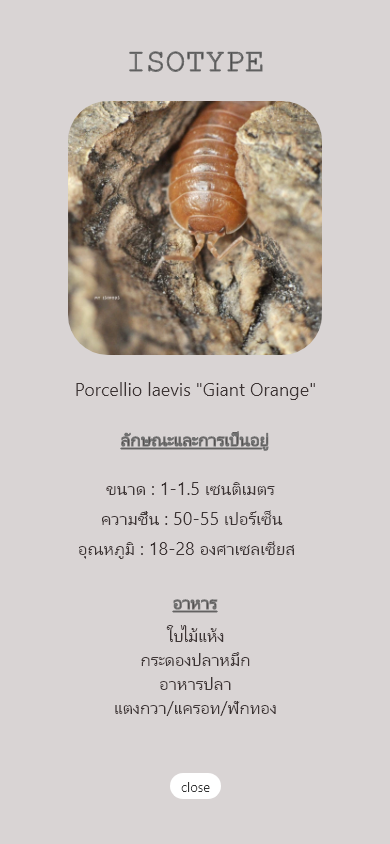 ISOTYPE
Porcellio laevis "Giant Orange"
ลักษณะและการเป็นอยู่
ขนาด : 1-1.5 เซนติเมตร
ความชื้น : 50-55 เปอร์เซ็น
อุณหภูมิ : 18-28 องศาเซลเซียส
อาหาร
ใบไม้แห้ง
กระดองปลาหมึก
อาหารปลา
แตงกวา/แครอท/ฟักทอง
close